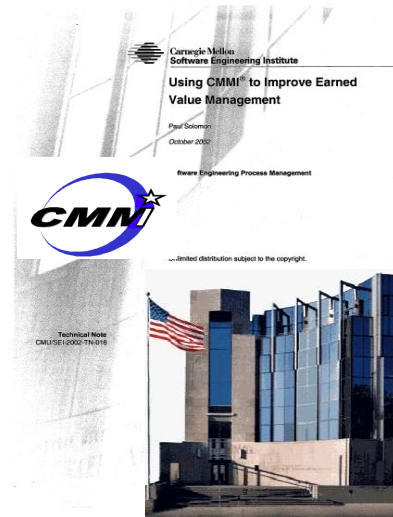 Carnegie Mellon
Software Engineering Institute
Using CMMI® to Improve Earned
Value Management
Paul Solomon
October 2002
ftware Engineering Process Management
CMMI
limited distribution subject to the copyright.
Technical Note
CMU/SEI-2002-TN-016